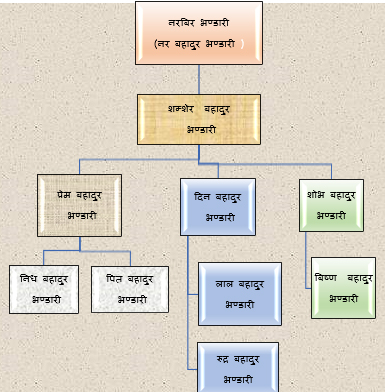 नरबिर भण्डारी
(नर बहादुर भण्डारी )
शम्शेर बहादुर
भण्डारी
प्रेम बहादुर
भण्डारी
दिन बहादुर
भण्डारी
शोभ बहादुर
भण्डारी
निधि बहादुर
भण्डारी
पित बहादुर
भण्डारी
लाल बहादुर
भण्डारी
बिष्ण बहादुर
भण्डारी
रुद्र बहादुर
भण्डारी